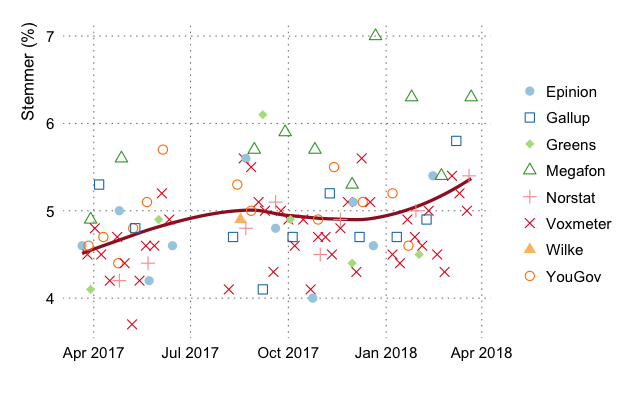 Stemmer (%)
7
6
5
4
Apr 2017 Jul 2017 Oct 2017 Jan 2018 Apr 2018
Epinion
Gallup
Greens
Megafon
Norstat
Voxmeter
Wilke
YouGov